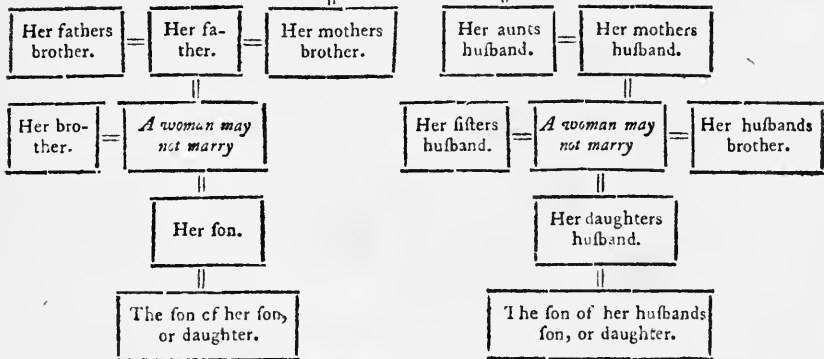 Her fathers
brother.
Her fa-
ther.
Her mothers
brother.
Her aunts
huſband.
Her mothers
huſband.
Her bro-
ther.
A woman may
not marry
Her ſiſters
huſband.
A woman may
not marry
Her huſbands
brother.
Her ſon.
Her daughters
huſband.
The ſon of her ſon,
or daughter.
The ſon of her huſbands
ſon, or daughter.